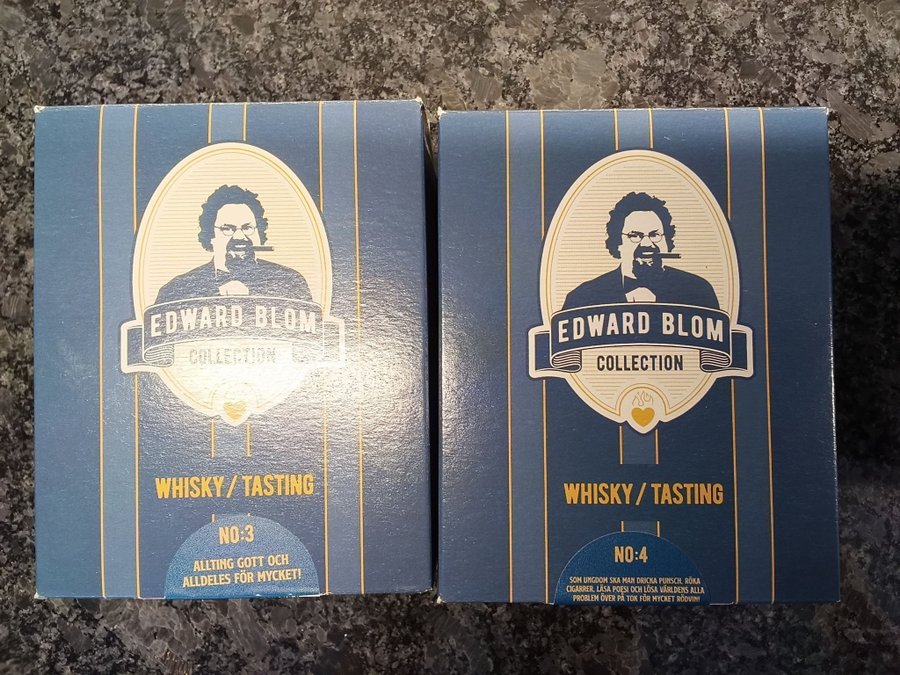 EDWARD BLOM
COLLECTION
WHISKY/TASTING
NO:3
ALLTING GOTT OCH
ALLDELES FÖR MYCKET!
EDWARD BLOM
COLLECTION
WHISKY/TASTING
NO:4
SOM UNGDOM SKA MAN DRICKA PUNSCH, RÖKA
CIGARRER, LÄSA POESI OCH LÖSA VÄRLDENS ALLA
PROBLEM ÖVER PÅ TOK FÖR MYCKET RÖDVIN!